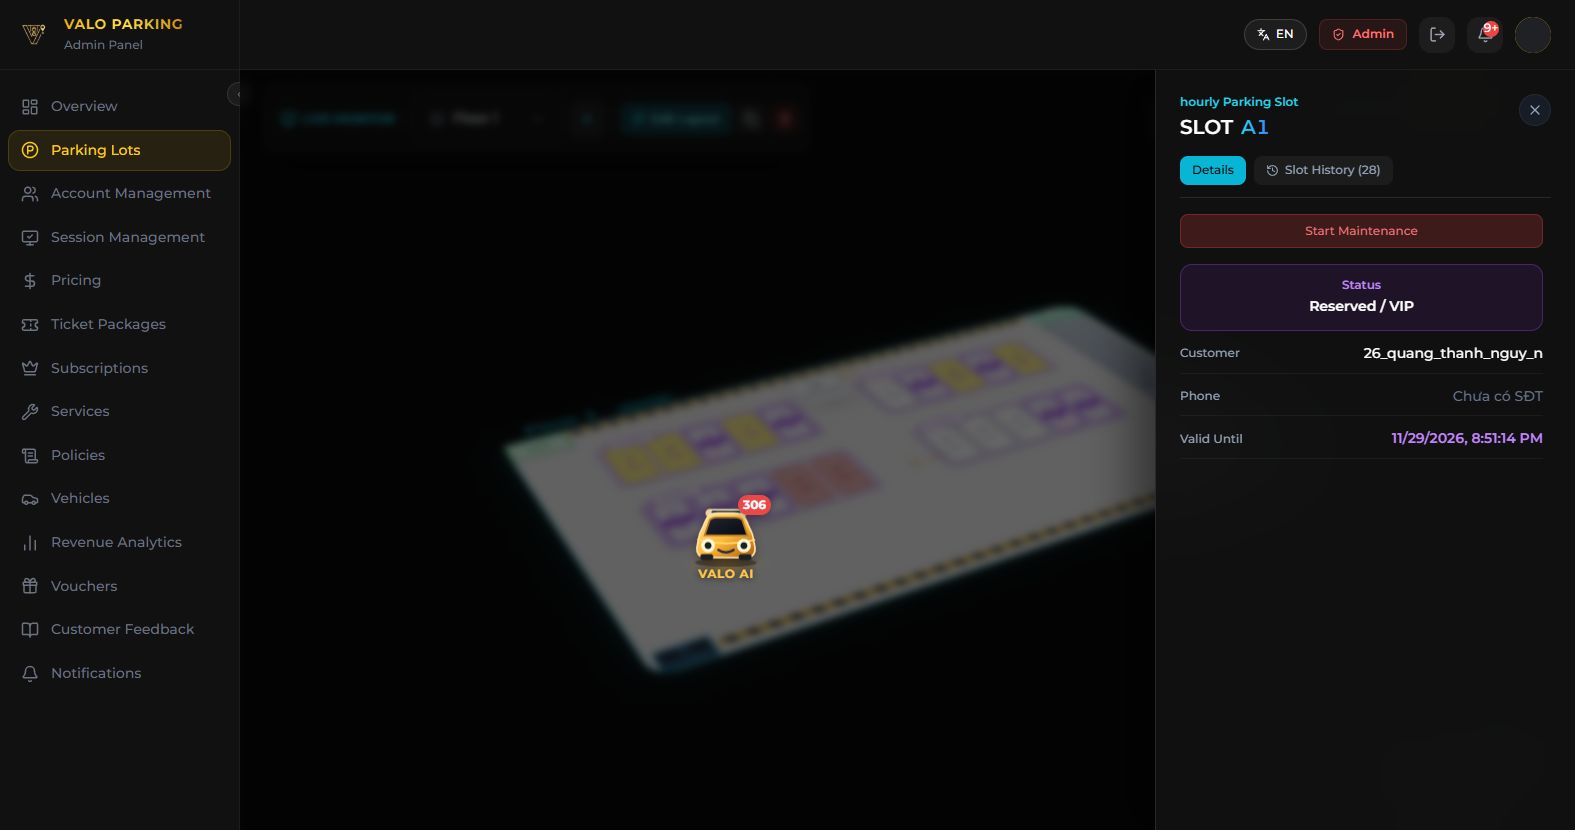 VALO PARKING
Admin Panel
EN
Admin
9+
Overview
Parking Lots
Account Management
Session Management
Pricing
Ticket Packages
Subscriptions
Services
Policies
Vehicles
Revenue Analytics
Vouchers
Customer Feedback
Notifications
306
VALO AI
hourly Parking Slot
SLOT A1
Details
Slot History (28)
Start Maintenance
Status
Reserved / VIP
Customer
26_quang_thanh_nguy_n
Phone
Chưa có SĐT
Valid Until
11/29/2026, 8:51:14 PM